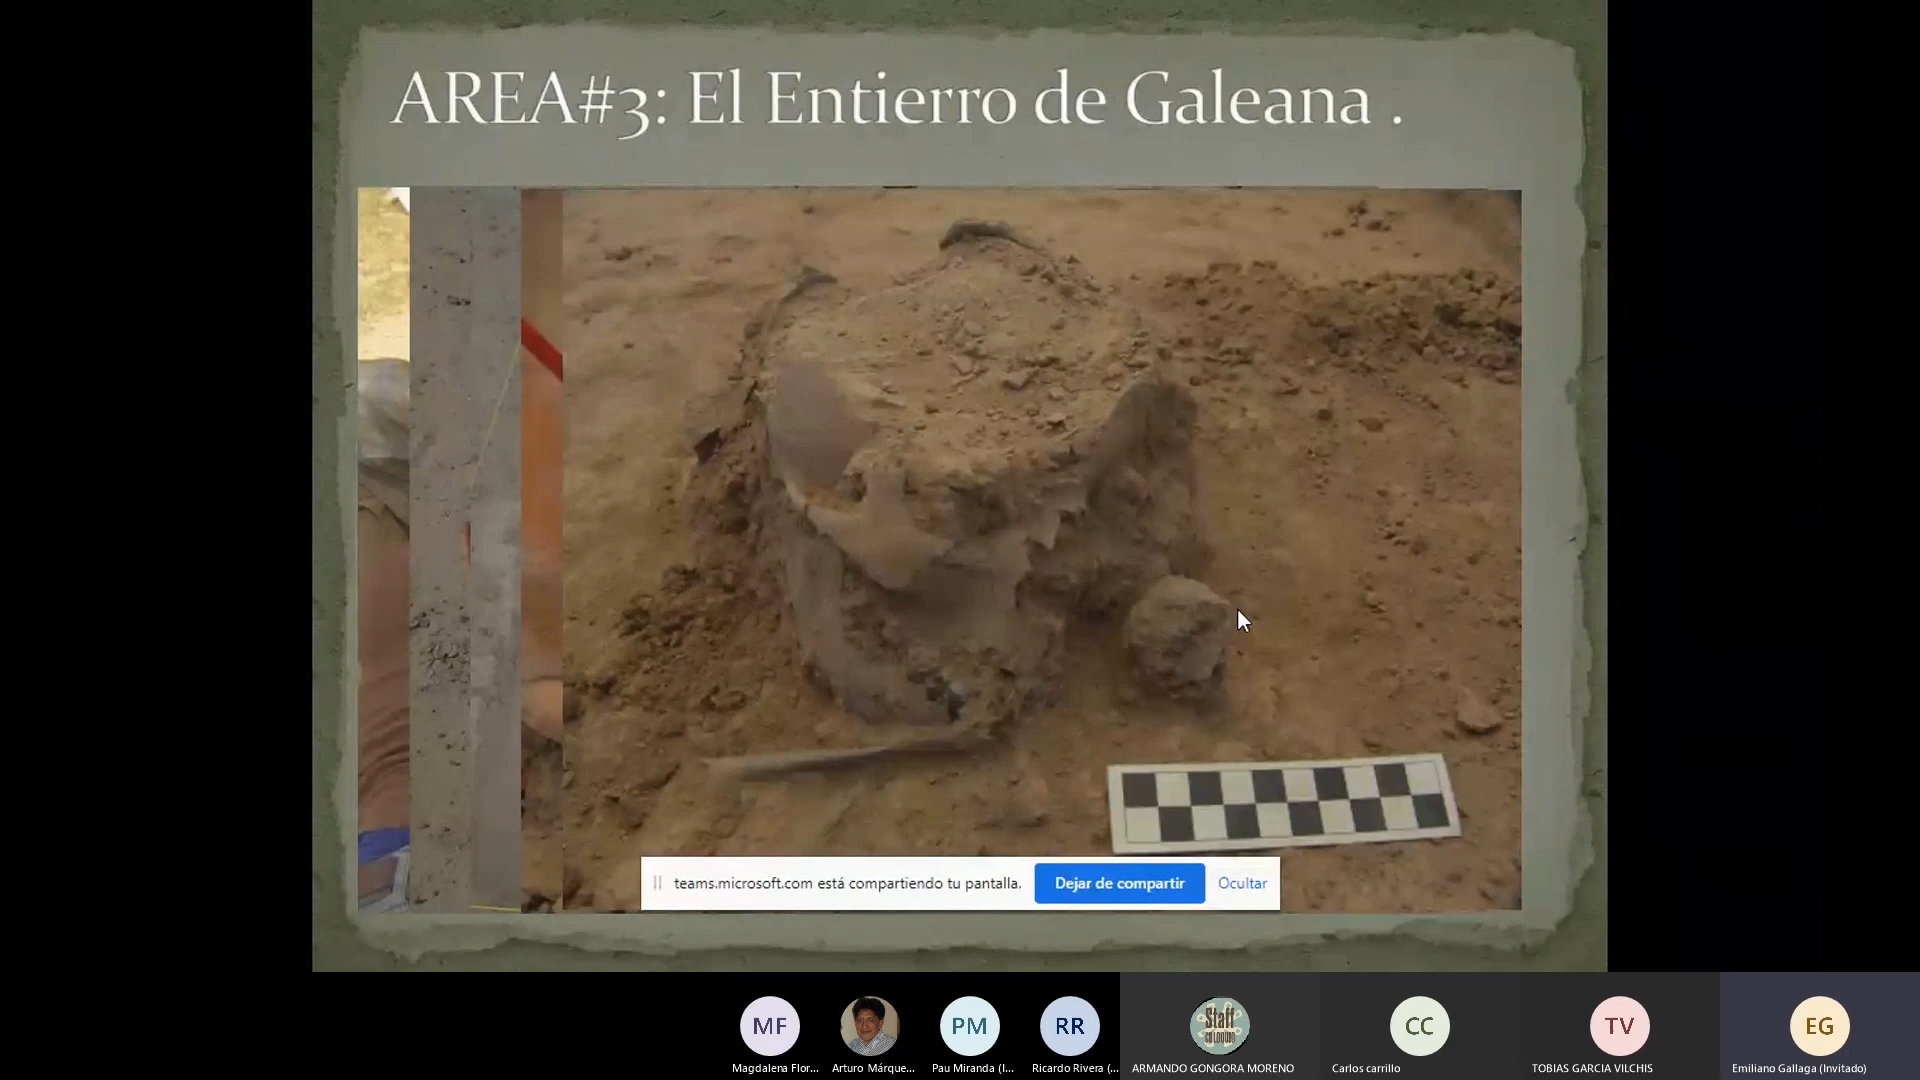 AREA#3: El Entierro de Galeana .
teams.microsoft.com está compartiendo tu pantalla.
Dejar de compartir
Ocultar
MF
PM
RR
Staff
COLOQUIO
CC
TV
EG
Magdalena Flor...
Arturo Márque...
Pau Miranda (I...
Ricardo Rivera (...
ARMANDO GONGORA MORENO
Carlos carrillo
TOBIAS GARCIA VILCHIS
Emiliano Gallaga (Invitado)